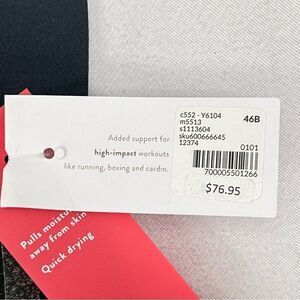 Added support for
high-impact workouts
like running, boxing and cardio.
c552 - Y6104
m5513
s1113604
sku600666645
12374
46B
0101
700005501266
$76.95
Pulls moistu
away from skin
Quick drying